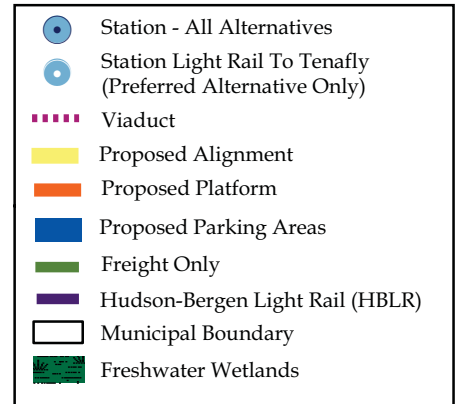 Station - All Alternatives
Station Light Rail To Tenafly
(Preferred Alternative Only)
Viaduct
Proposed Alignment
Proposed Platform
Proposed Parking Areas
Freight Only
Hudson-Bergen Light Rail (HBLR)
Municipal Boundary
Freshwater Wetlands